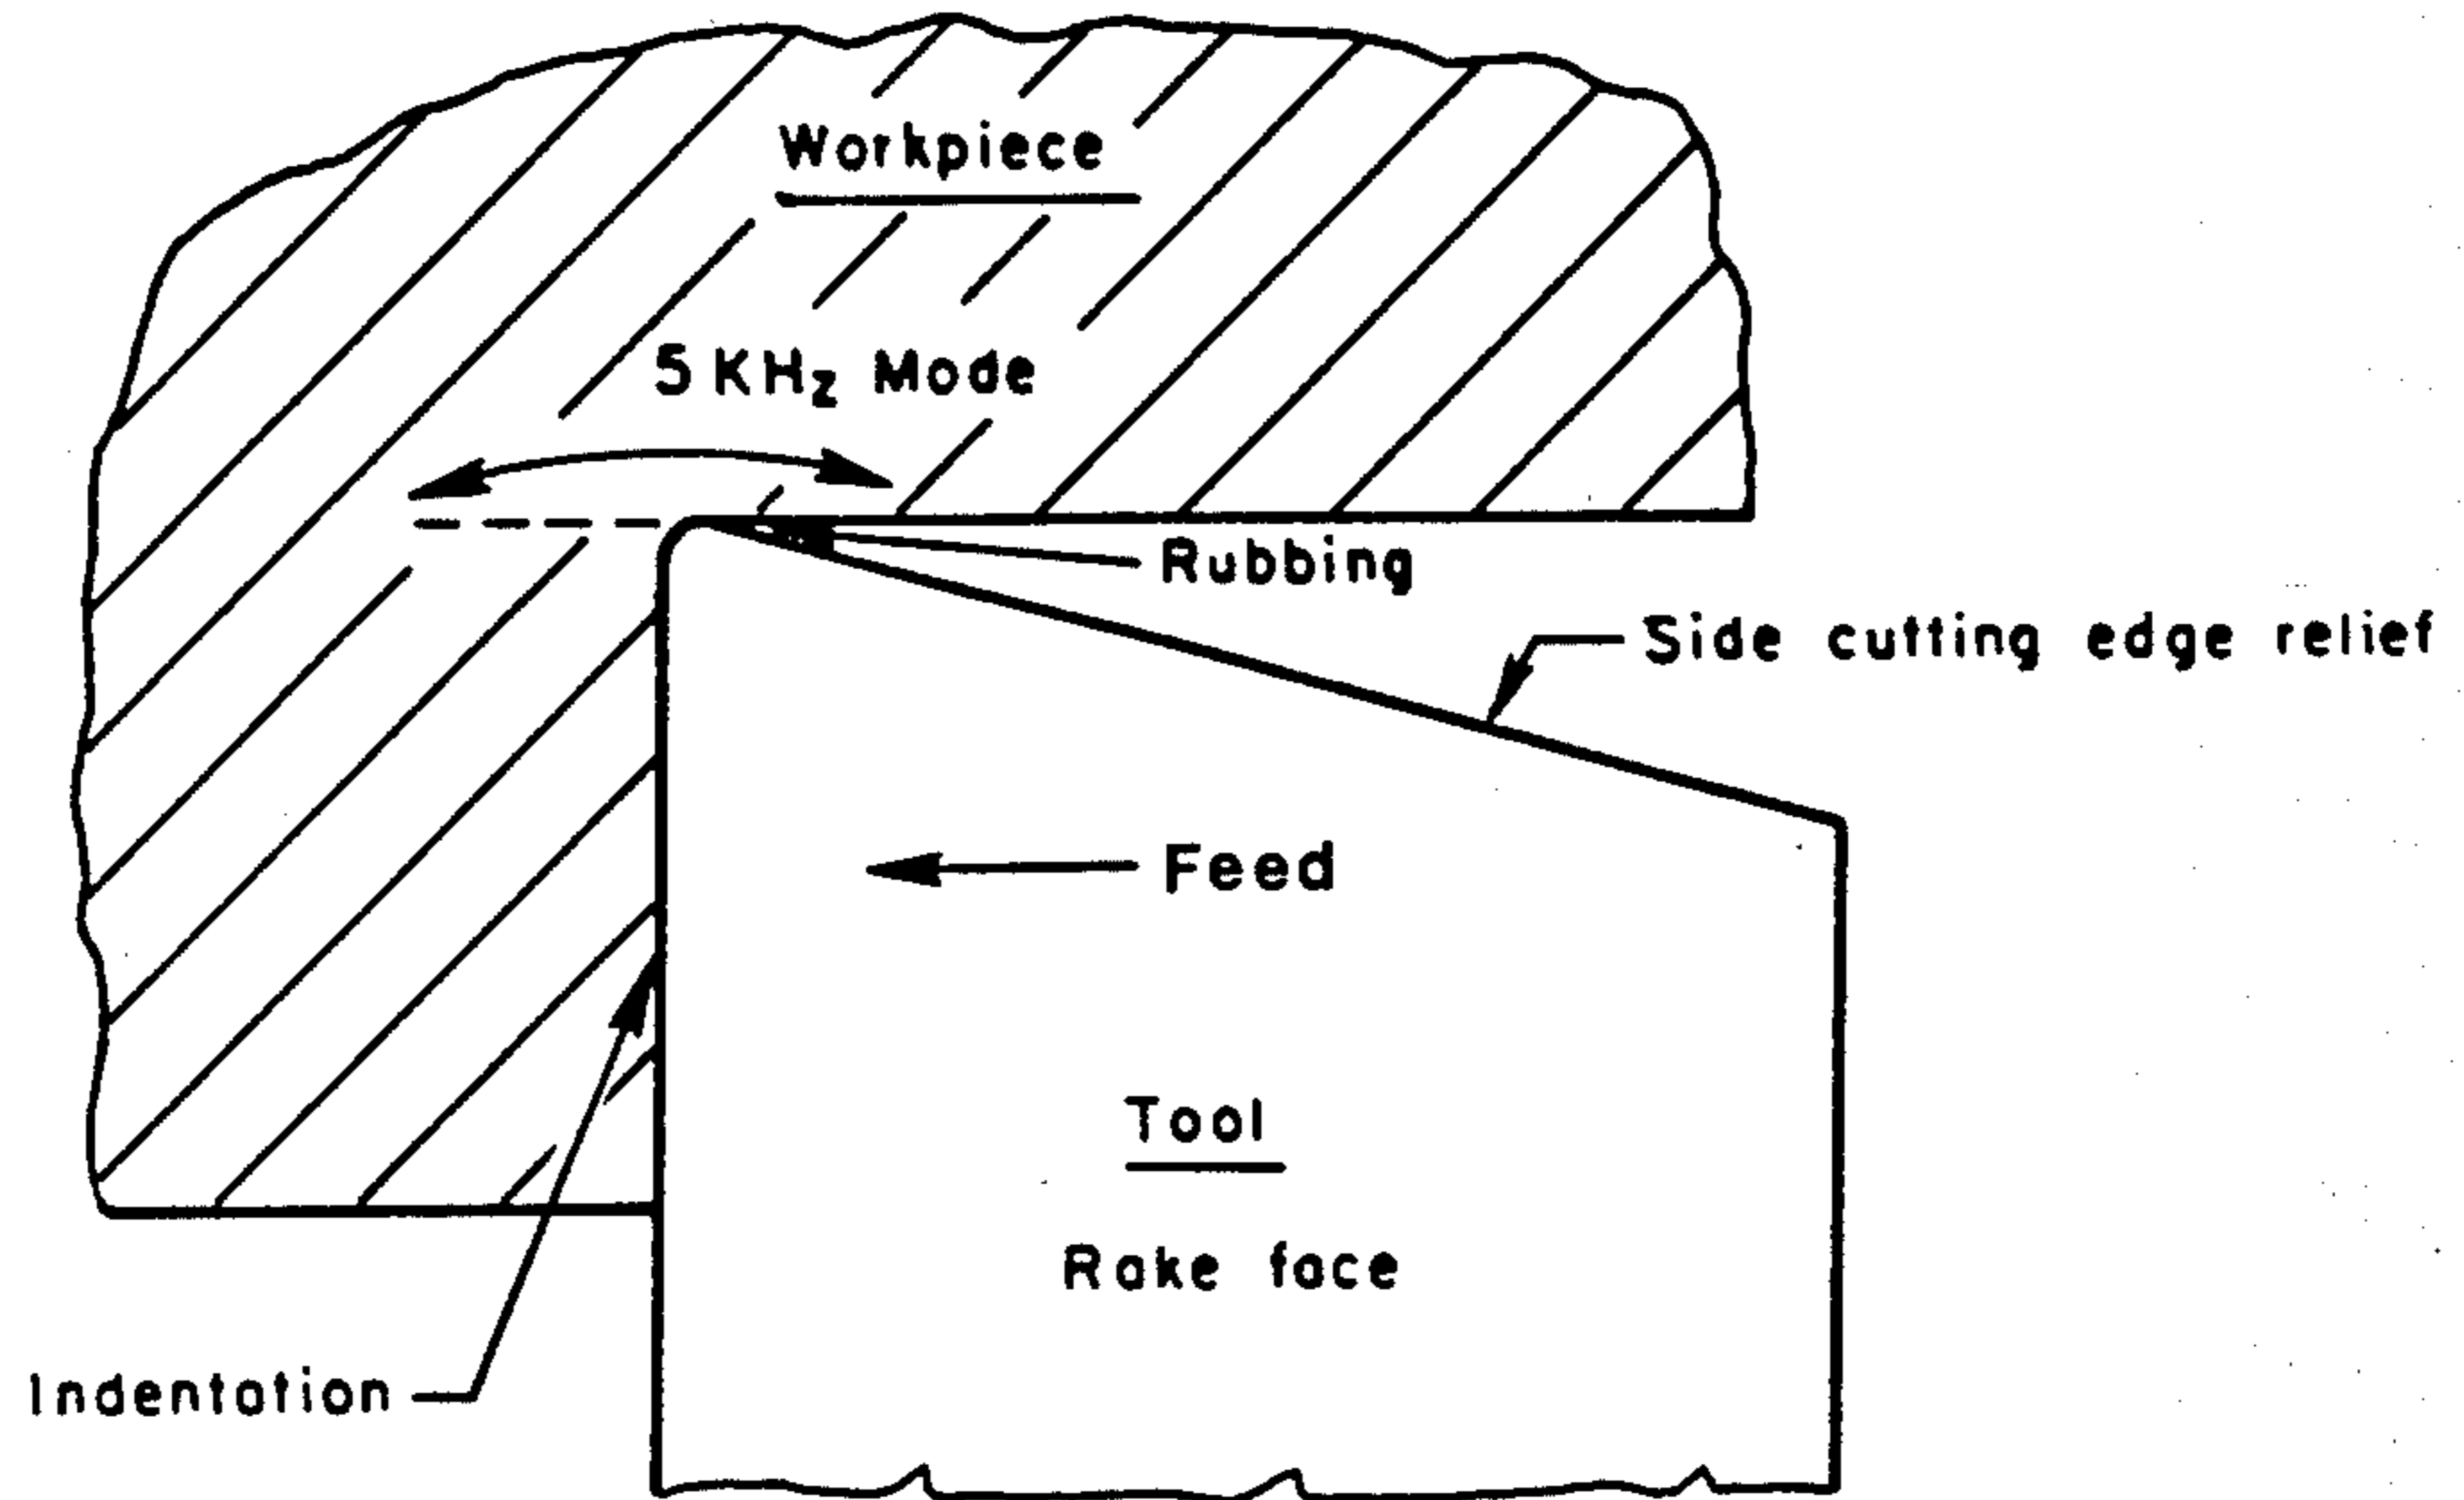 Workpiece
5 KHz Mode
Rubbing
Side cutting edge relief
Feed
Tool
Rake face
Indentation